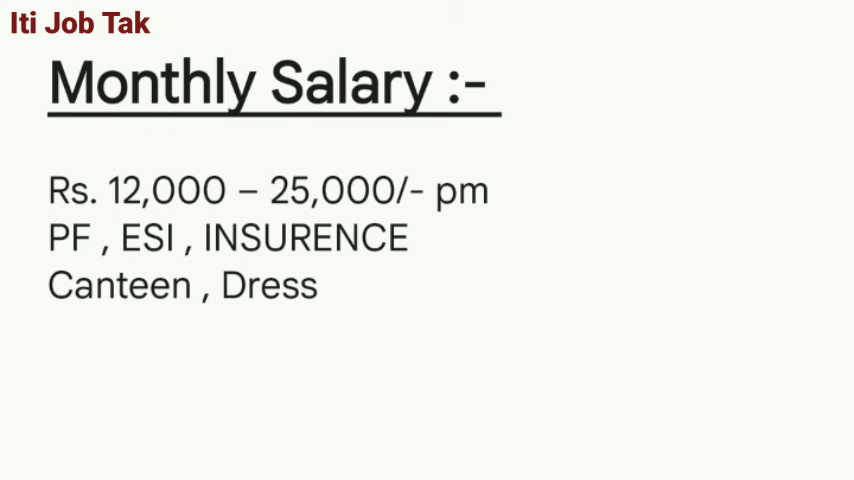 Iti Job Tak
Monthly Salary :-
Rs. 12,000 – 25,000/- pm
PF , ESI , INSURENCE
Canteen , Dress